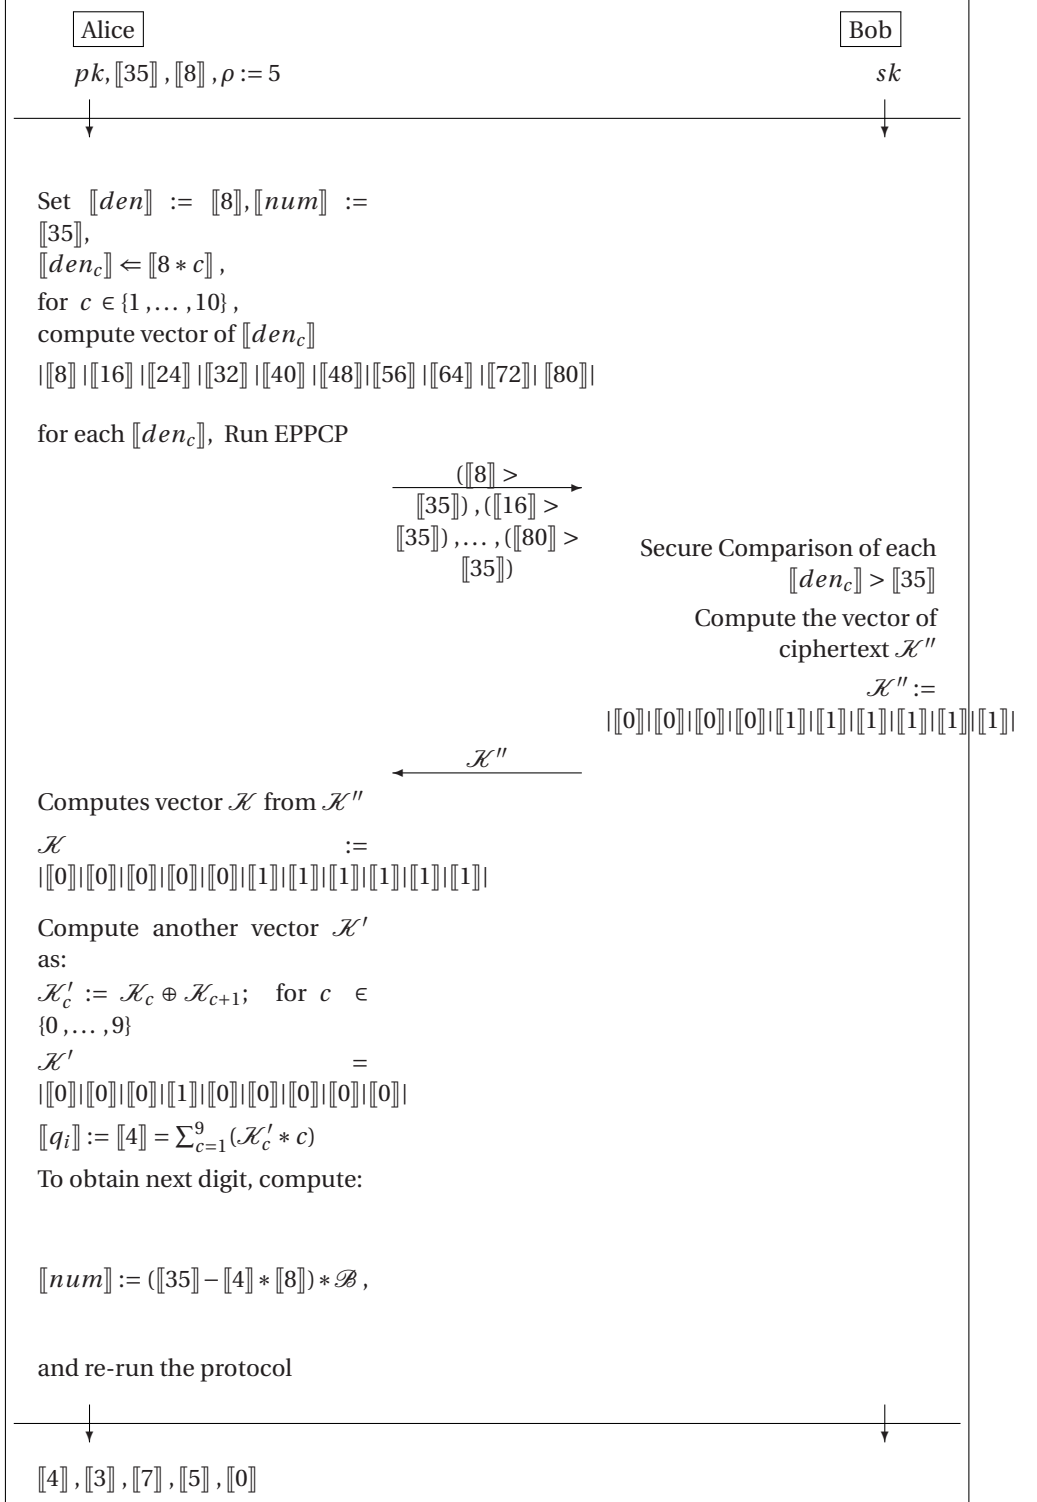 Alice Bob
pk, ⟦35⟧ , ⟦8⟧ , ρ := 5 sk
Set ⟦den⟧ := ⟦8⟧, ⟦num⟧ :=
⟦35⟧,
⟦den_c⟧ ⇐ ⟦8 * c⟧ ,
for c ∈ {1 ,... , 10} ,
compute vector of ⟦den_c⟧
|⟦8⟧ |⟦16⟧ |⟦24⟧ |⟦32⟧ |⟦40⟧ |⟦48⟧|⟦56⟧ |⟦64⟧ |⟦72⟧| ⟦80⟧|
for each ⟦den_c⟧, Run EPPCP
(⟦8⟧ >
⟦35⟧) , (⟦16⟧ >
⟦35⟧) ,... , (⟦80⟧ >
⟦35⟧)
Secure Comparison of each
⟦den_c⟧ > ⟦35⟧
Compute the vector of
ciphertext 𝒦″
𝒦″ :=
|⟦0⟧|⟦0⟧|⟦0⟧|⟦0⟧|⟦1⟧|⟦1⟧|⟦1⟧|⟦1⟧|⟦1⟧|⟦1⟧|
𝒦″
Computes vector 𝒦 from 𝒦″
𝒦 :=
|⟦0⟧|⟦0⟧|⟦0⟧|⟦0⟧|⟦0⟧|⟦1⟧|⟦1⟧|⟦1⟧|⟦1⟧|⟦1⟧|⟦1⟧|
Compute another vector 𝒦′
as:
𝒦′_c := 𝒦_c ⊕ 𝒦_{c+1}; for c ∈
{0 ,... , 9}
𝒦′ =
|⟦0⟧|⟦0⟧|⟦0⟧|⟦1⟧|⟦0⟧|⟦0⟧|⟦0⟧|⟦0⟧|⟦0⟧|
⟦q_i⟧ := ⟦4⟧ = ∑_{c=1}^{9}(𝒦′_c * c)
To obtain next digit, compute:
⟦num⟧ := (⟦35⟧ − ⟦4⟧ * ⟦8⟧) * ℬ ,
and re-run the protocol
⟦4⟧ , ⟦3⟧ , ⟦7⟧ , ⟦5⟧ , ⟦0⟧